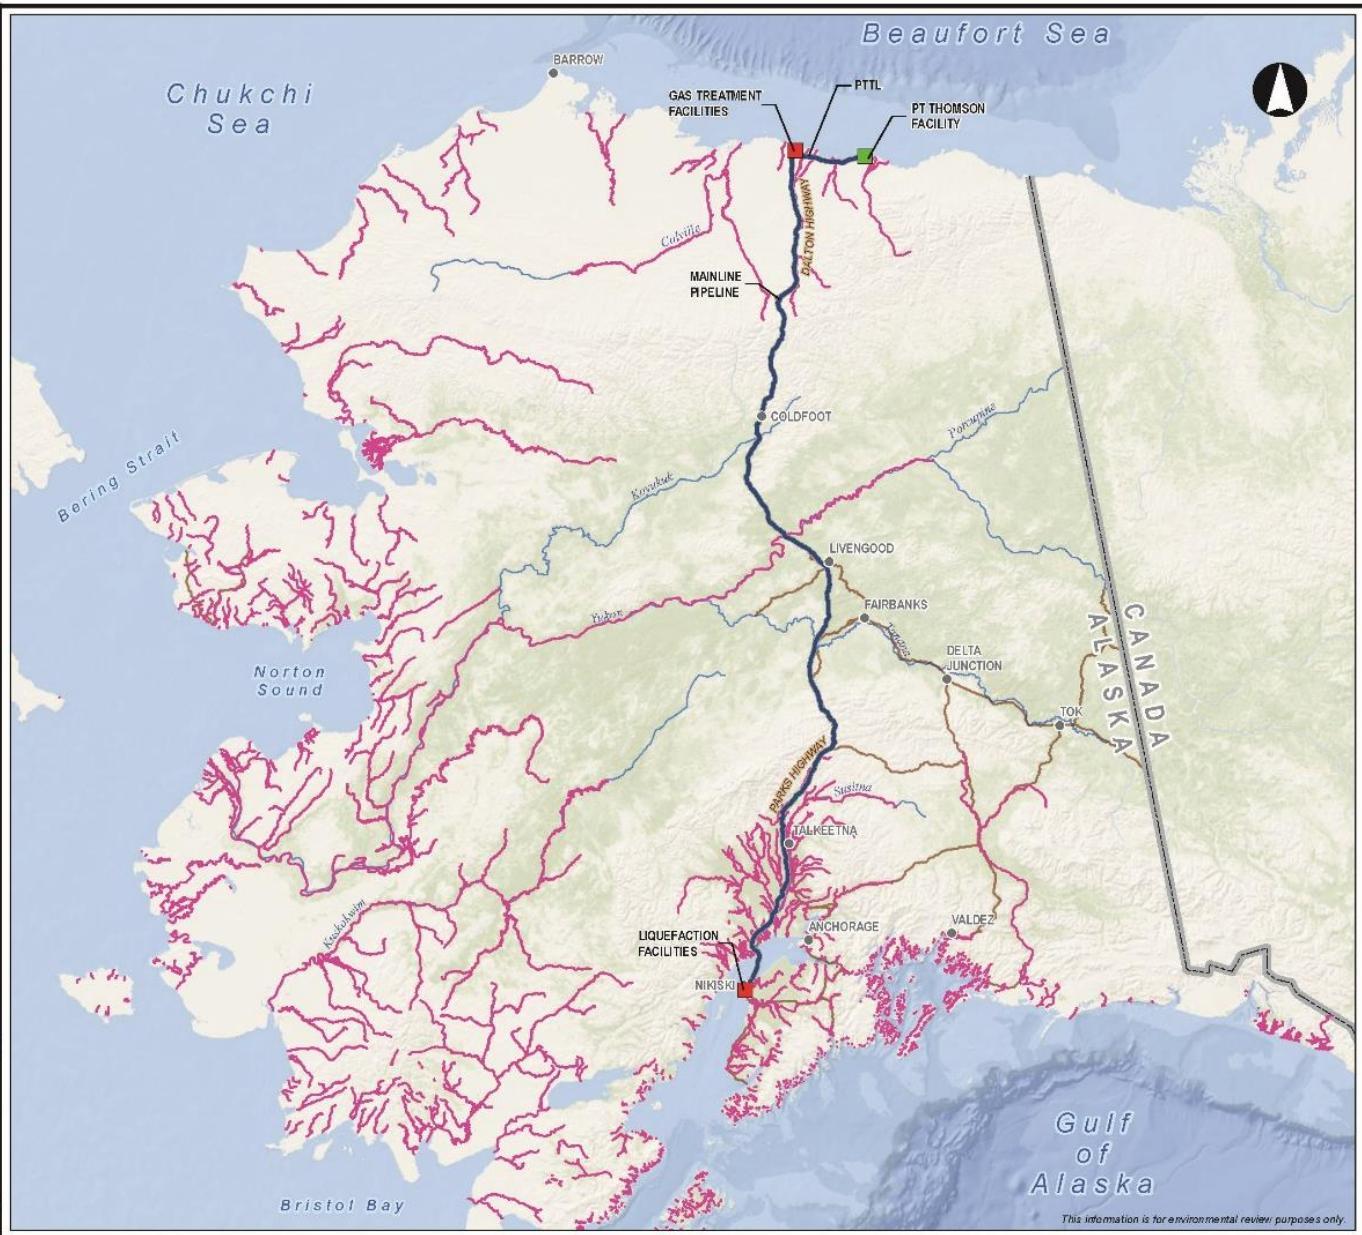 Beaufort Sea
BARROW
Chukchi
Sea
GAS TREATMENT
FACILITIES
PTTL
PT THOMSON
FACILITY
DALTON HIGHWAY
Colville
MAINLINE
PIPELINE
COLDFOOT
Porcupine
Bering Strait
Koyukuk
LIVENGOOD
FAIRBANKS
Yukon
Tanana
DELTA
JUNCTION
CANADA
ALASKA
Norton
Sound
TOK
PARKS HIGHWAY
Susitna
TALKEETNA
Kuskokwim
LIQUEFACTION
FACILITIES
ANCHORAGE
VALDEZ
NIKISKI
Gulf
of
Alaska
Bristol Bay
This information is for environmental review purposes only.